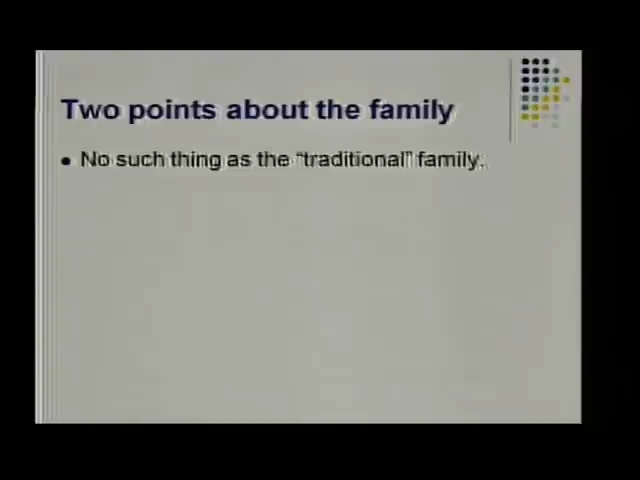 Two points about the family
No such thing as the “traditional” family.